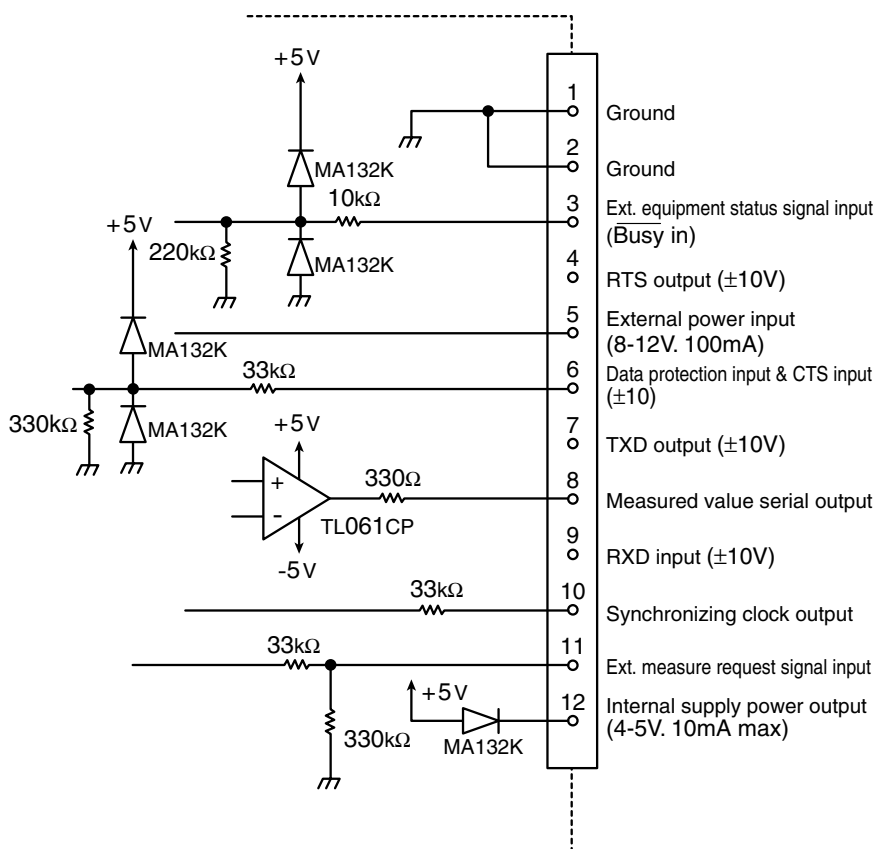 +5V
1
Ground
2
Ground
MA132K
10kΩ
3
Ext. equipment status signal input
(Busy in)
+5V
220kΩ
MA132K
4
RTS output (±10V)
5
External power input
(8-12V. 100mA)
MA132K
33kΩ
6
Data protection input & CTS input
(±10)
330kΩ
MA132K
+5V
7
TXD output (±10V)
330Ω
8
Measured value serial output
+
-
TL061CP
-5V
9
RXD input (±10V)
33kΩ
10
Synchronizing clock output
33kΩ
11
Ext. measure request signal input
+5V
12
Internal supply power output
(4-5V. 10mA max)
330kΩ
MA132K